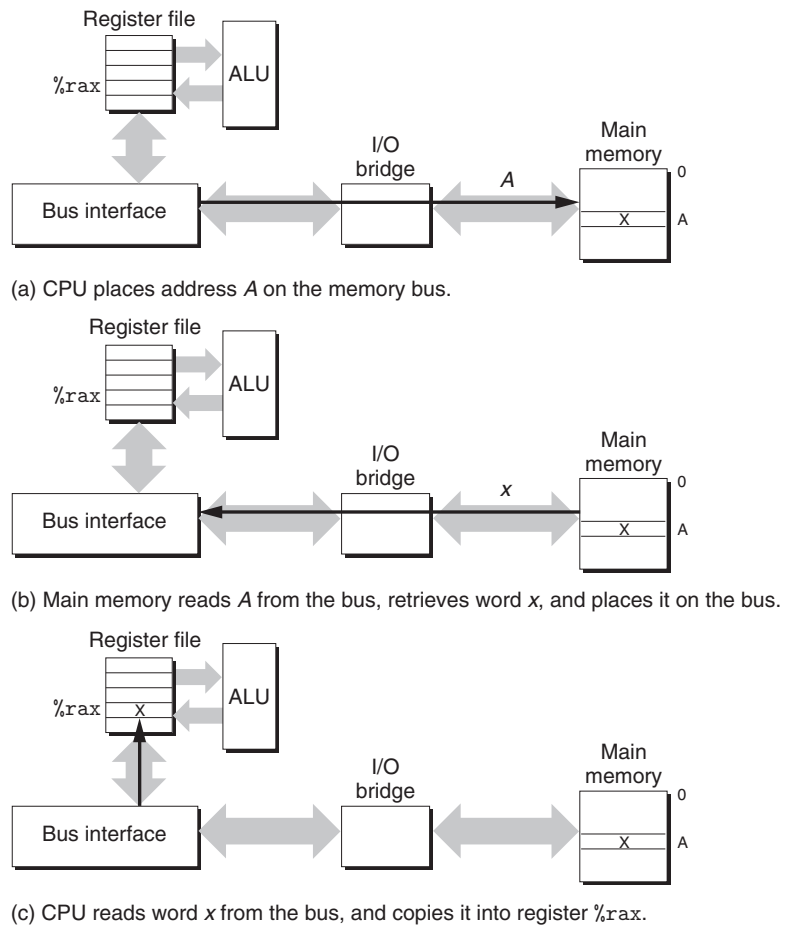 Register file
%rax
ALU
Bus interface
I/O
bridge
A
Main
memory
0
X
A
(a) CPU places address A on the memory bus.
Register file
%rax
ALU
Bus interface
I/O
bridge
x
Main
memory
0
X
A
(b) Main memory reads A from the bus, retrieves word x, and places it on the bus.
Register file
%rax
X
ALU
Bus interface
I/O
bridge
Main
memory
0
X
A
(c) CPU reads word x from the bus, and copies it into register %rax.